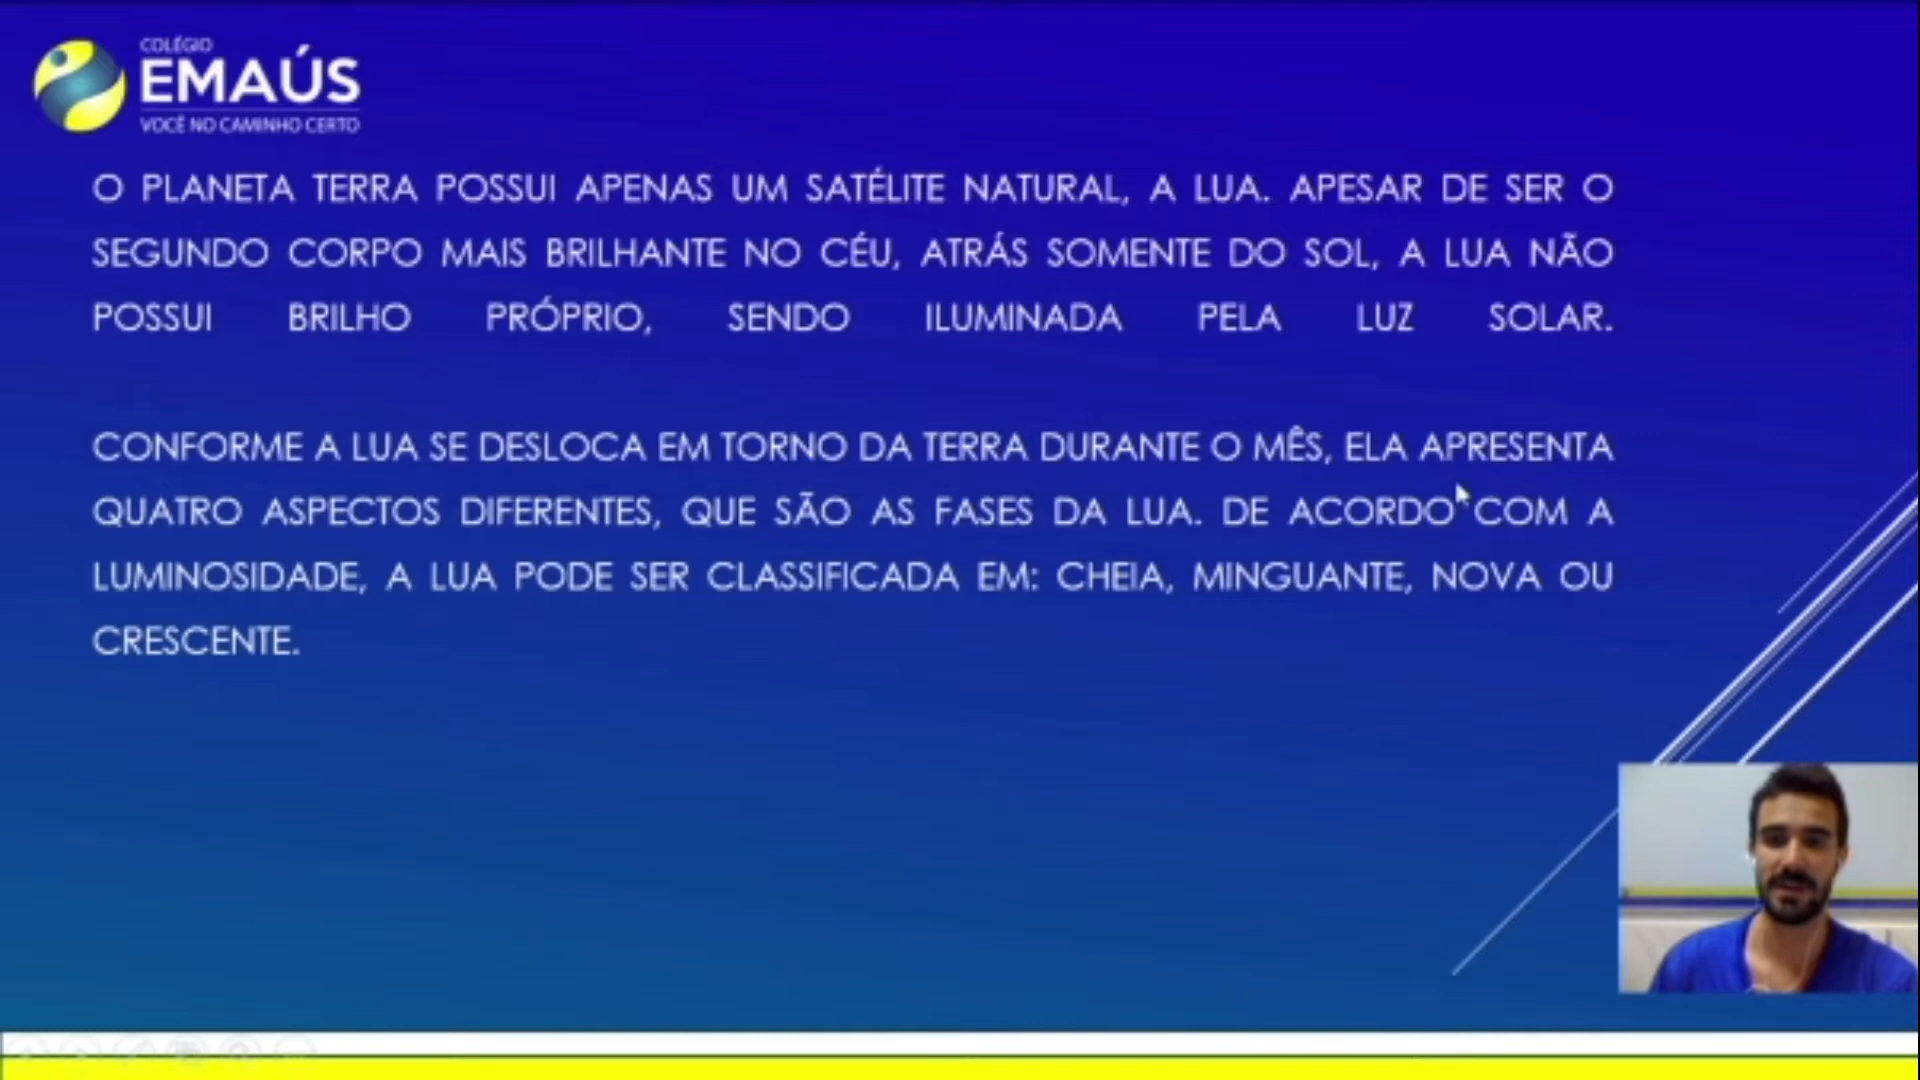 COLÉGIO
EMAÚS
VOCÊ NO CAMINHO CERTO
O PLANETA TERRA POSSUI APENAS UM SATÉLITE NATURAL, A LUA. APESAR DE SER O
SEGUNDO CORPO MAIS BRILHANTE NO CÉU, ATRÁS SOMENTE DO SOL, A LUA NÃO
POSSUI BRILHO PRÓPRIO, SENDO ILUMINADA PELA LUZ SOLAR.
CONFORME A LUA SE DESLOCA EM TORNO DA TERRA DURANTE O MÊS, ELA APRESENTA
QUATRO ASPECTOS DIFERENTES, QUE SÃO AS FASES DA LUA. DE ACORDO COM A
LUMINOSIDADE, A LUA PODE SER CLASSIFICADA EM: CHEIA, MINGUANTE, NOVA OU
CRESCENTE.